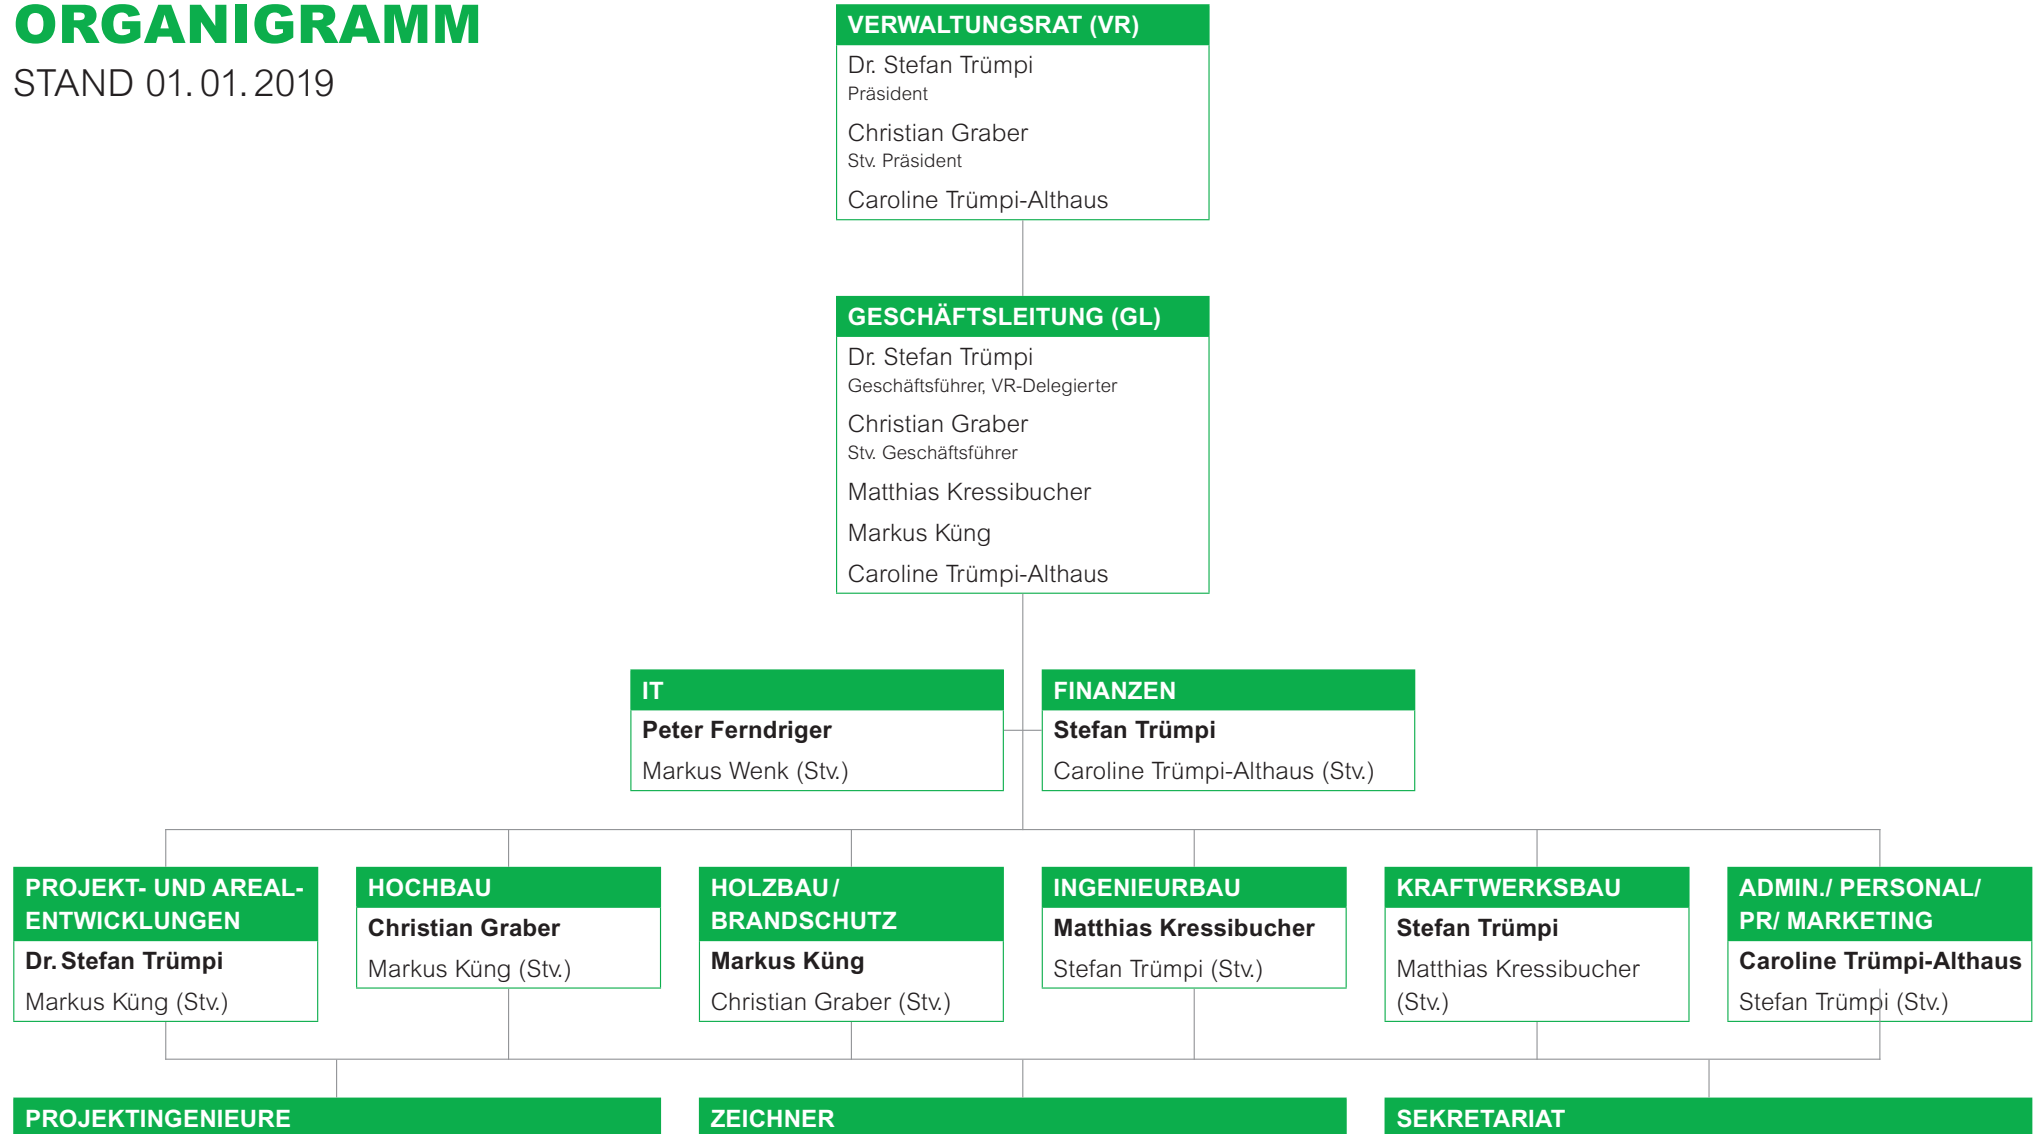 ORGANIGRAMM
STAND 01.01.2019
VERWALTUNGSRAT (VR)
Dr. Stefan Trümpi
Präsident
Christian Graber
Stv. Präsident
Caroline Trümpi-Althaus
GESCHÄFTSLEITUNG (GL)
Dr. Stefan Trümpi
Geschäftsführer, VR-Delegierter
Christian Graber
Stv. Geschäftsführer
Matthias Kressibucher
Markus Küng
Caroline Trümpi-Althaus
IT
Peter Ferndriger
Markus Wenk (Stv.)
FINANZEN
Stefan Trümpi
Caroline Trümpi-Althaus (Stv.)
PROJEKT- UND AREAL-
ENTWICKLUNGEN
Dr. Stefan Trümpi
Markus Küng (Stv.)
HOCHBAU
Christian Graber
Markus Küng (Stv.)
HOLZBAU/
BRANDSCHUTZ
Markus Küng
Christian Graber (Stv.)
INGENIEURBAU
Matthias Kressibucher
Stefan Trümpi (Stv.)
KRAFTWERKSBAU
Stefan Trümpi
Matthias Kressibucher
(Stv.)
ADMIN./ PERSONAL/
PR/ MARKETING
Caroline Trümpi-Althaus
Stefan Trümpi (Stv.)
PROJEKTINGENIEURE
ZEICHNER
SEKRETARIAT